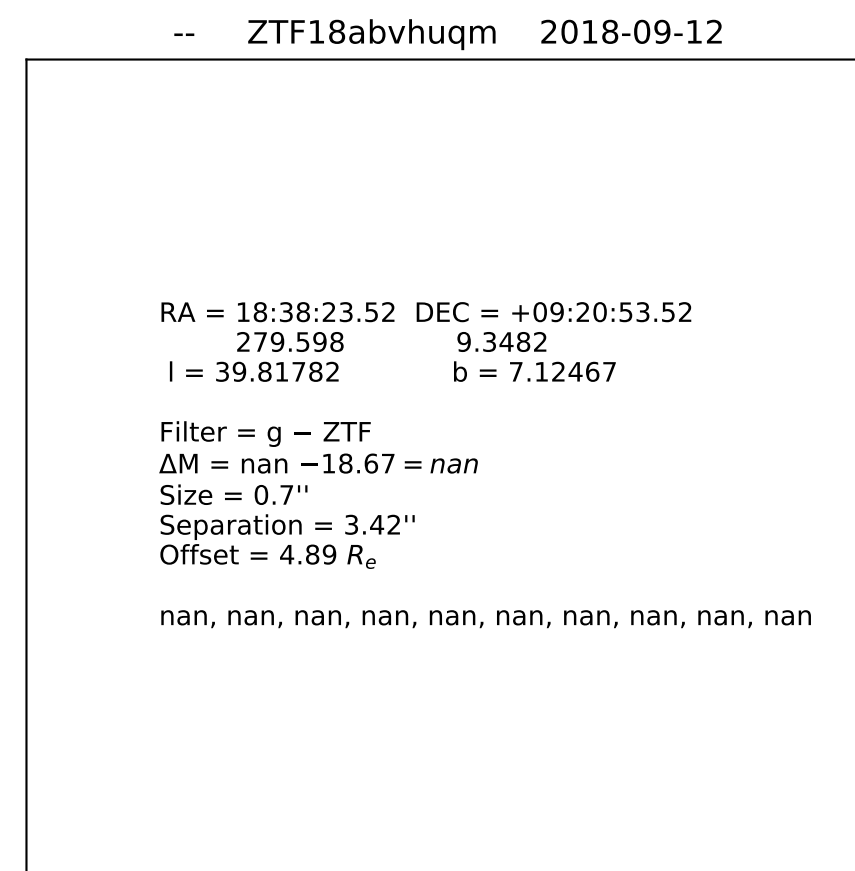 -- ZTF18abvhuqm 2018-09-12
RA = 18:38:23.52 DEC = +09:20:53.52
279.598 9.3482
l = 39.81782 b = 7.12467
Filter = g − ZTF
ΔM = nan −18.67 = nan
Size = 0.7''
Separation = 3.42''
Offset = 4.89 Rₑ
nan, nan, nan, nan, nan, nan, nan, nan, nan, nan